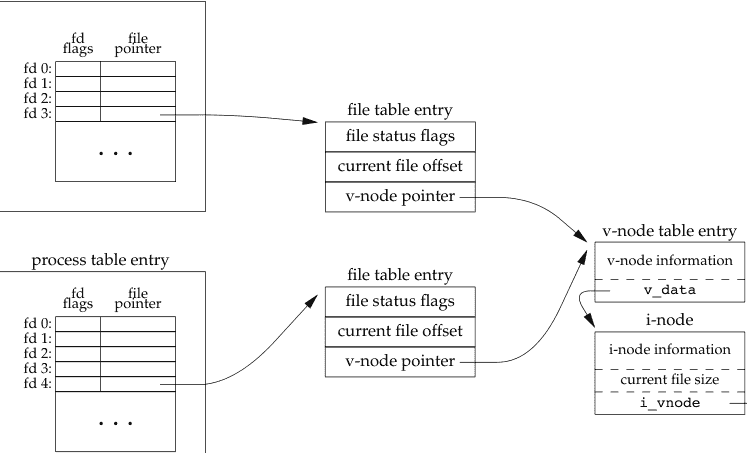 fd file
flags pointer
fd 0:
fd 1:
fd 2:
fd 3:
. . .
file table entry
file status flags
current file offset
v-node pointer
process table entry
fd file
flags pointer
fd 0:
fd 1:
fd 2:
fd 3:
fd 4:
. . .
file table entry
file status flags
current file offset
v-node pointer
v-node table entry
v-node information
v_data
i-node
i-node information
current file size
i_vnode